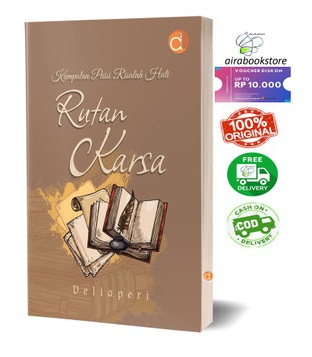 Kumpulan Puisi Risalah Hati
Rutan
Karsa
Deliaperi
airabookstore
VOUCHER DISKON
UP TO
RP 10.000
100%
ORIGINAL
FREE
DELIVERY
CASH ON
COD
DELIVERY